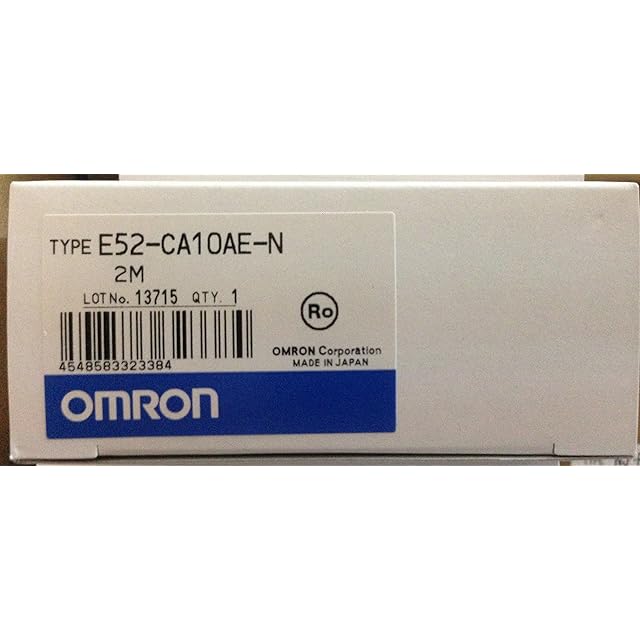 TYPE E52-CA10AE-N
2M
LOT No. 13715 QTY. 1
4548583323384
Ro
OMRON Corporation
MADE IN JAPAN
OMRON